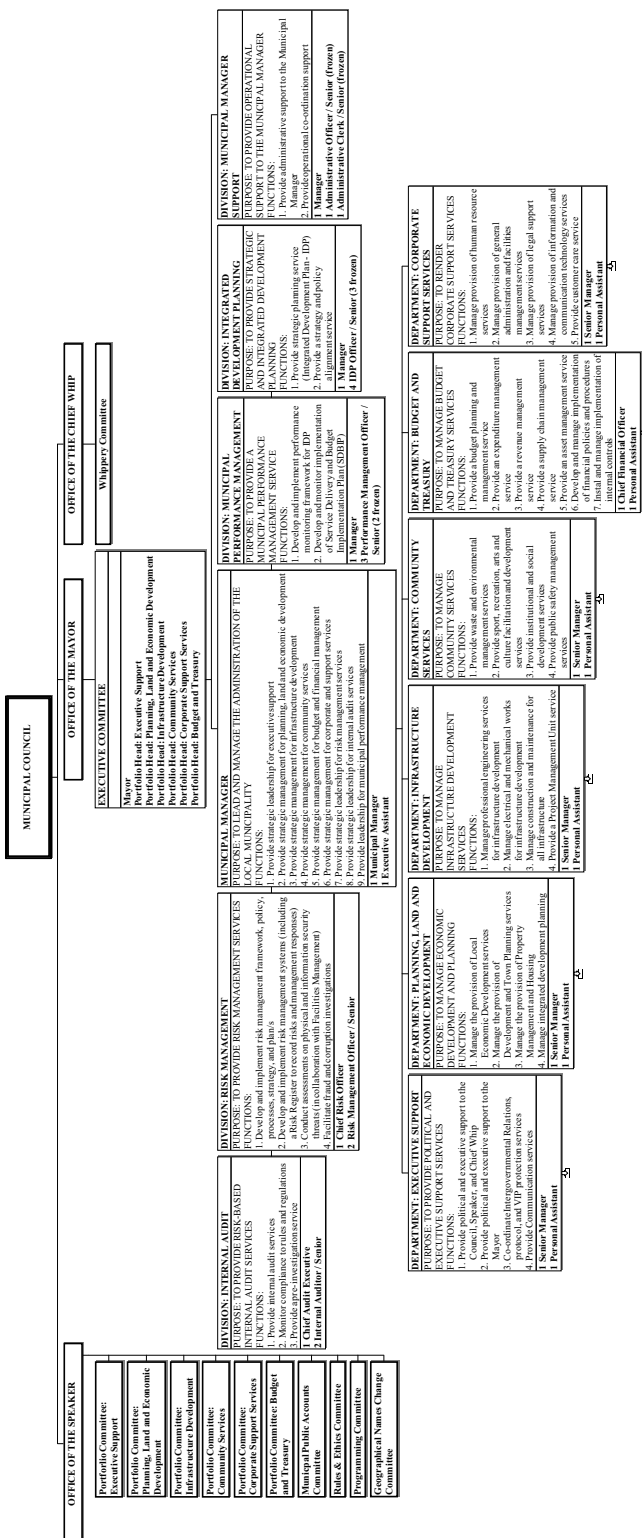 MUNICIPAL COUNCIL
OFFICE OF THE SPEAKER
OFFICE OF THE MAYOR
OFFICE OF THE CHIEF WHIP
Portforlio Committee:
Executive Support
Portfolio Committee:
Planning, Land and Economic
Development
Portfolio Committee:
Infrastructure Development
Portfolio Committee:
Community Services
Portfolio Committee:
Corporate Support Services
Portfolio Committee: Budget
and Treasury
Municpal Public Accounts
Committee
Rules & Ethics Committee
Programming Committee
Geographical Names Change
Committee
EXECUTIVE COMMITTEE
Mayor
Portfolio Head: Executive Support
Portfolio Head: Planning, Land and Economic Development
Portfolio Head: Infrastructure Development
Portfolio Head: Community Services
Portfolio Head: Corporate Support Services
Portfolio Head: Budget and Treasury
Whippery Committee
DIVISION: INTERNAL AUDIT
PURPOSE: TO PROVIDE RISK-BASED
INTERNAL AUDIT SERVICES
FUNCTIONS:
1. Provide internal audit services
2. Monitor compliance to rules and regulations
3. Provide a pre-investigation service
1 Chief Audit Executive
2 Internal Auditor / Senior
DIVISION: RISK MANAGEMENT
PURPOSE: TO PROVIDE RISK MANAGEMENT SERVICES
FUNCTIONS:
1. Develop and implement risk management framework, policy,
processes, strategy, and plan/s
2. Develop and implement risk management systems (including
a Risk Register to record risks and management responses)
3. Conduct assessments on physical and information security
threats (in collaboration with Facilities Management)
4. Facilitate fraud and corruption investigations
1 Chief Risk Officer
2 Risk Management Officer / Senior
MUNICIPAL MANAGER
PURPOSE: TO LEAD AND MANAGE THE ADMINISTRATION OF THE
LOCAL MUNICIPALITY
FUNCTIONS:
1. Provide strategic leadership for executive support
2. Provide strategic management for planning, land and economic development
3. Provide strategic management for infrastructure development
4. Provide strategic management for community services
5. Provide strategic management for budget and financial management
6. Provide strategic management for corporate and support services
7. Provide strategic leadership for risk management services
8. Provide strategic leadership for internal audit services
9. Provide leadership for municipal performance management
1 Municipal Manager
1 Executive Assistant
DIVISION: MUNICIPAL
PERFORMANCE MANAGEMENT
PURPOSE: TO PROVIDE A
MUNICIPAL PERFORMANCE
MANAGEMENT SERVICE
FUNCTIONS:
1. Develop and implement performance
monitoring framework for IDP
2. Develop and monitor implementation
of Service Delivery and Budget
Implementation Plan (SDBIP)
1 Manager
3 Performance Management Officer /
Senior (2 frozen)
DIVISION: INTEGRATED
DEVELOPMENT PLANNING
PURPOSE: TO PROVIDE STRATEGIC
AND INTEGRATED DEVELOPMENT
PLANNING
FUNCTIONS:
1. Provide strategic planning service
(Integrated Development Plan - IDP)
2. Provide a strategy and policy
alignment service
1 Manager
4 IDP Officer / Senior (3 frozen)
DIVISION: MUNICIPAL MANAGER
SUPPORT
PURPOSE: TO PROVIDE OPERATIONAL
SUPPORT TO THE MUNICIPAL MANAGER
FUNCTIONS:
1. Provide administrative support to the Municipal
Manager
2. Provide operational co-ordination support
1 Manager
1 Administrative Officer / Senior (frozen)
1 Administrative Clerk / Senior (frozen)
DEPARTMENT: EXECUTIVE SUPPORT
PURPOSE: TO PROVIDE POLITICAL AND
EXECUTIVE SUPPORT SERVICES
FUNCTIONS:
1. Provide political and executive support to the
Council, Speaker, and Chief Whip
2. Provide political and executive support to the
Mayor
3. Co-ordinate Intergovernmental Relations,
protocol, and VIP protection services
4. Provide Communication services
1 Senior Manager
1 Personal Assistant
DEPARTMENT: PLANNING, LAND AND
ECONOMIC DEVELOPMENT
PURPOSE: TO MANAGE ECONOMIC
DEVELOPMENT AND PLANNING
FUNCTIONS:
1. Manage the provision of Local
Economic Development services
2. Manage the provision of
Development and Town Planning services
3. Manage the provision of Property
Management and Housing
4. Manage integrated development planning
1 Senior Manager
1 Personal Assistant
DEPARTMENT: INFRASTRUCTURE
DEVELOPMENT
PURPOSE: TO MANAGE
INFRASTRUCTURE DEVELOPMENT
SERVICES
FUNCTIONS:
1. Manage professional engineering services
for infrastructure development
2. Manage electrical and mechanical works
for infrastructure development
3. Manage construction and maintenance for
all infrastructure
4. Provide a Project Management Unit service
1 Senior Manager
1 Personal Assistant
DEPARTMENT: COMMUNITY
SERVICES
PURPOSE: TO MANAGE
COMMUNITY SERVICES
FUNCTIONS:
1. Provide waste and environmental
management services
2. Provide sport, recreation, arts and
culture facilitation and development
services
3. Provide institutional and social
development services
4. Provide public safety management
services
1 Senior Manager
1 Personal Assistant
DEPARTMENT: BUDGET AND
TREASURY
PURPOSE: TO MANAGE BUDGET
AND TREASURY SERVICES
FUNCTIONS:
1. Provide a budget planning and
management service
2. Provide an expenditure management
service
3. Provide a revenue management
service
4. Provide a supply chain management
service
5. Provide an asset management service
6. Develop and manage implementation
of financial policies and procedures
7. Instal and manage implementation of
internal controls
1 Chief Financial Officer
1 Personal Assistant
DEPARTMENT: CORPORATE
SUPPORT SERVICES
PURPOSE: TO RENDER
CORPORATE SUPPORT SERVICES
FUNCTIONS:
1. Manage provision of human resource
services
2. Manage provision of general
administration and facilities
management services
3. Manage provision of legal support
services
4. Manage provision of information and
communication technology services
5. Provide customer care service
1 Senior Manager
1 Personal Assistant